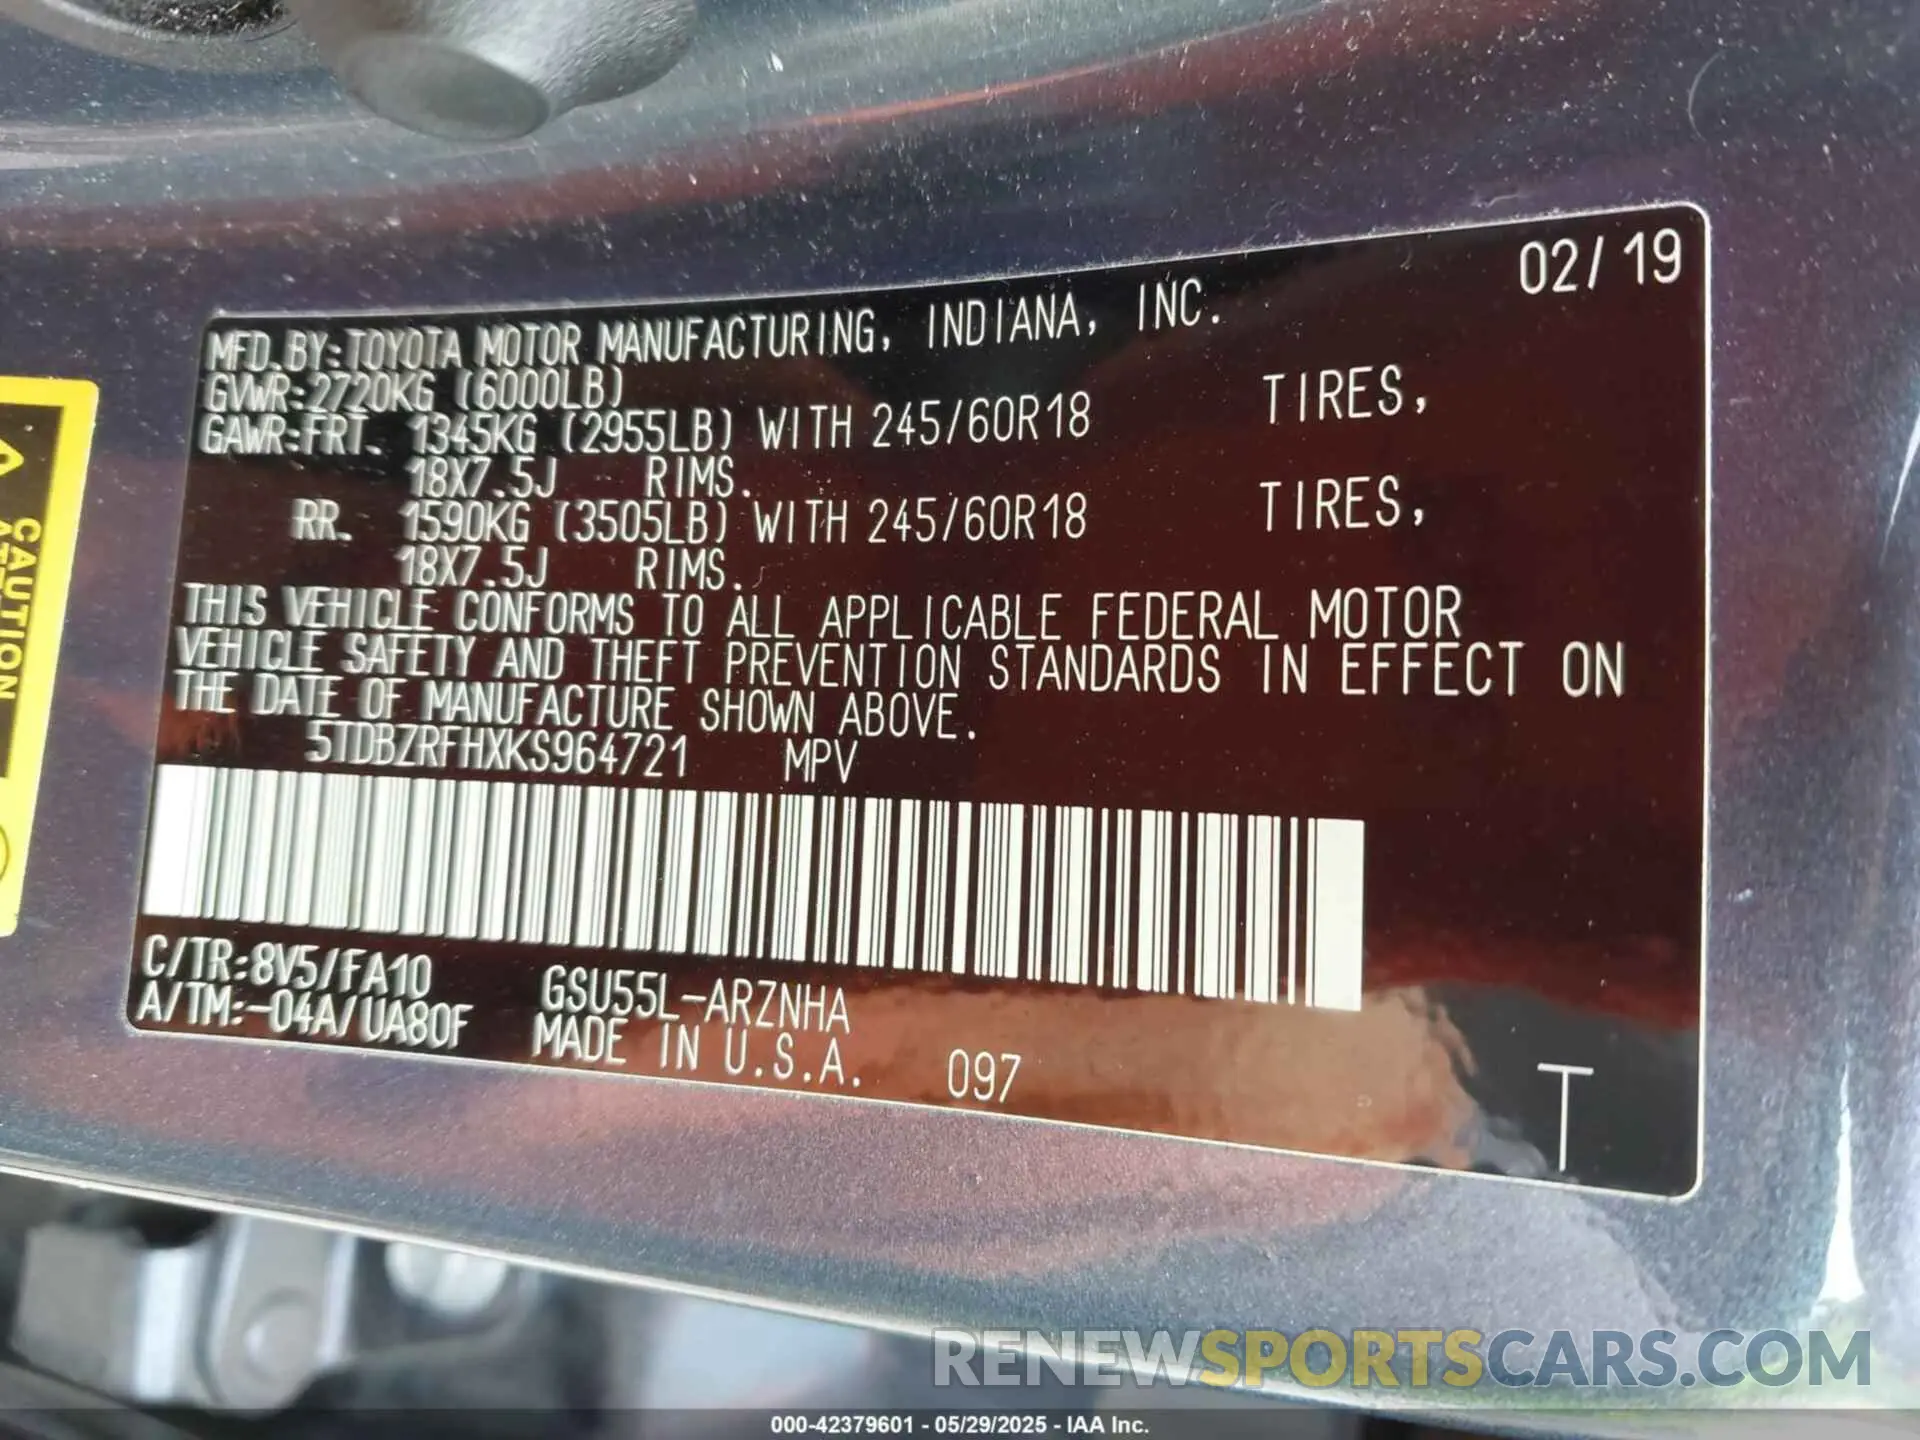 02/19
MFD.BY:TOYOTA MOTOR MANUFACTURING, INDIANA, INC.
GVWR:2720KG (6000LB)
GAWR:FRT. 1345KG (2955LB) WITH 245/60R18 TIRES,
18X7.5J RIMS.
RR. 1590KG (3505LB) WITH 245/60R18 TIRES,
18X7.5J RIMS.
THIS VEHICLE CONFORMS TO ALL APPLICABLE FEDERAL MOTOR
VEHICLE SAFETY AND THEFT PREVENTION STANDARDS IN EFFECT ON
THE DATE OF MANUFACTURE SHOWN ABOVE.
5TDBZRFHXKS964721 MPV
C/TR:8V5/FA10 GSU55L-ARZNHA
A/TM:-04A/UA80F MADE IN U.S.A. 097
T
CAUTION
RENEWSPORTSCARS.COM
000-42379601 - 05/29/2025 - IAA Inc.